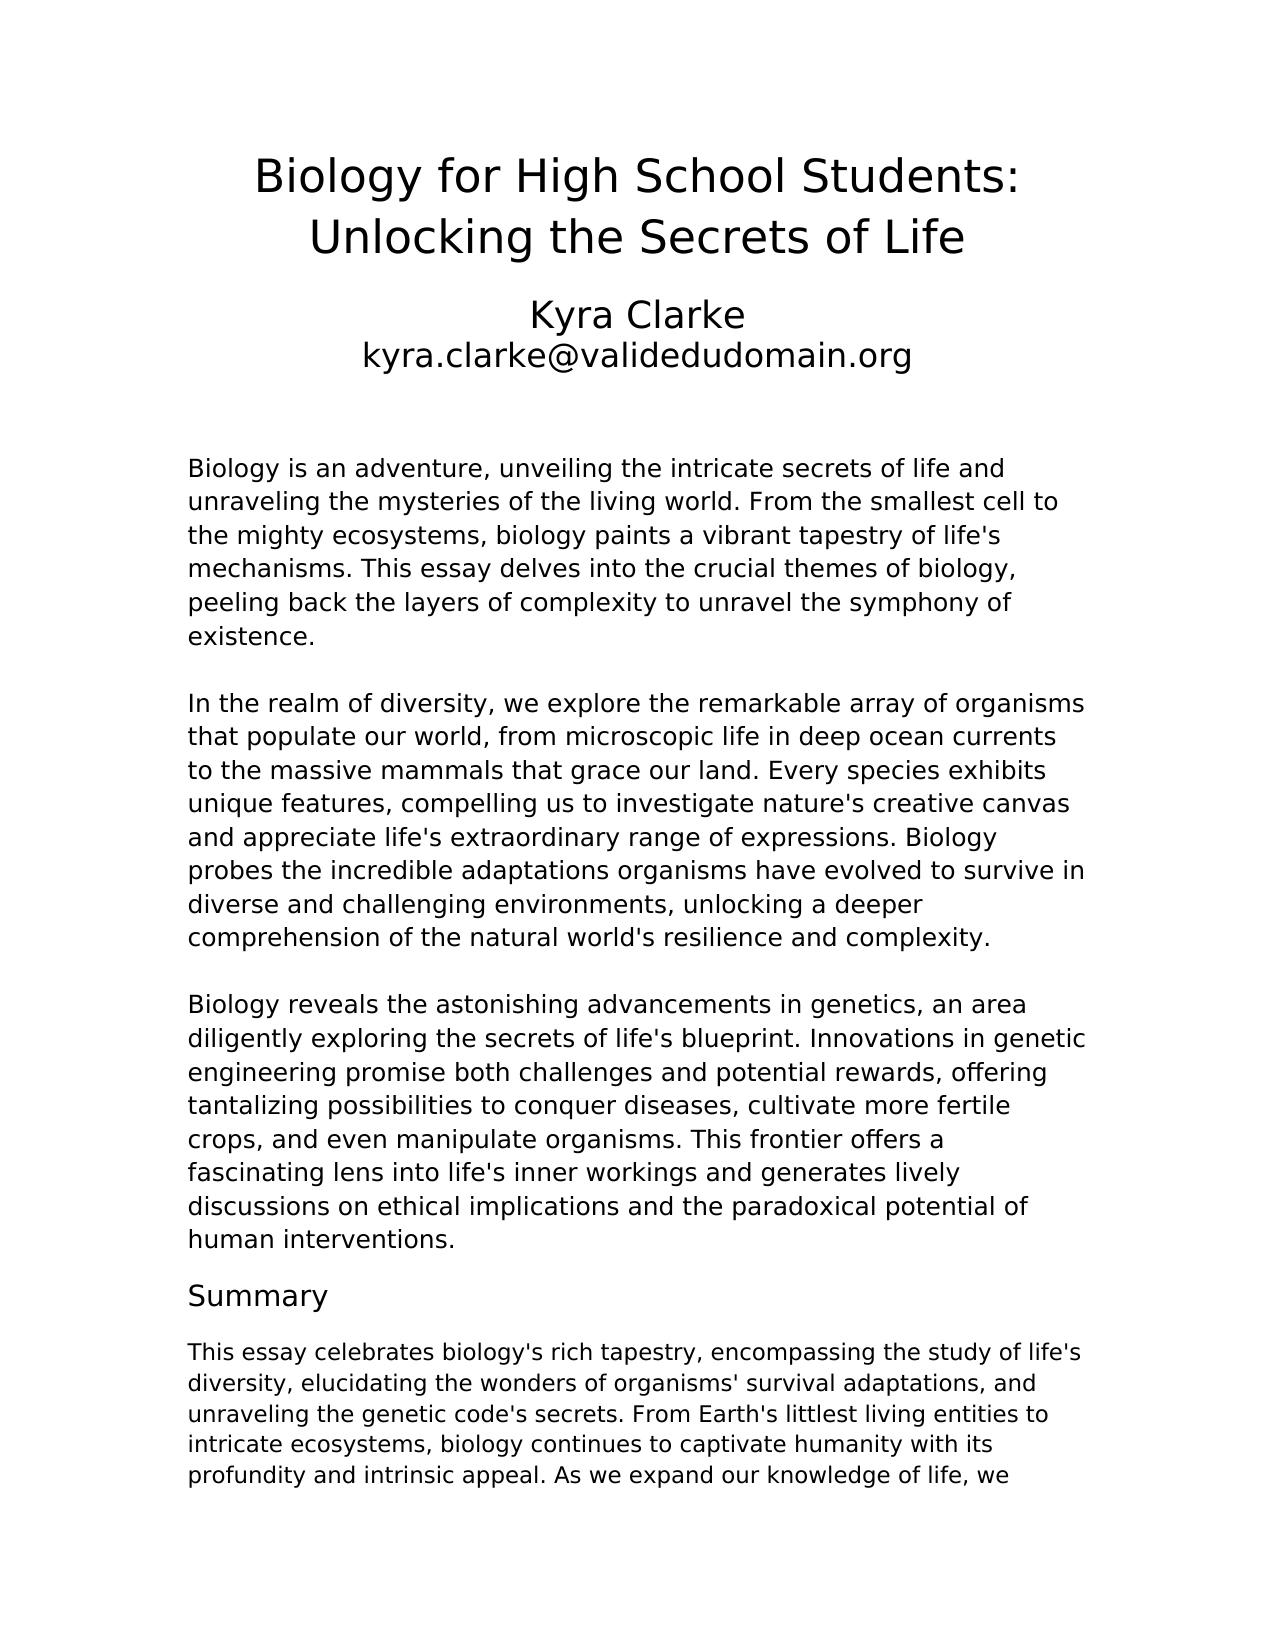 Biology for High School Students:
Unlocking the Secrets of Life
Kyra Clarke
kyra.clarke@validedudomain.org
Biology is an adventure, unveiling the intricate secrets of life and
unraveling the mysteries of the living world. From the smallest cell to
the mighty ecosystems, biology paints a vibrant tapestry of life's
mechanisms. This essay delves into the crucial themes of biology,
peeling back the layers of complexity to unravel the symphony of
existence.
In the realm of diversity, we explore the remarkable array of organisms
that populate our world, from microscopic life in deep ocean currents
to the massive mammals that grace our land. Every species exhibits
unique features, compelling us to investigate nature's creative canvas
and appreciate life's extraordinary range of expressions. Biology
probes the incredible adaptations organisms have evolved to survive in
diverse and challenging environments, unlocking a deeper
comprehension of the natural world's resilience and complexity.
Biology reveals the astonishing advancements in genetics, an area
diligently exploring the secrets of life's blueprint. Innovations in genetic
engineering promise both challenges and potential rewards, offering
tantalizing possibilities to conquer diseases, cultivate more fertile
crops, and even manipulate organisms. This frontier offers a
fascinating lens into life's inner workings and generates lively
discussions on ethical implications and the paradoxical potential of
human interventions.
Summary
This essay celebrates biology's rich tapestry, encompassing the study of life's
diversity, elucidating the wonders of organisms' survival adaptations, and
unraveling the genetic code's secrets. From Earth's littlest living entities to
intricate ecosystems, biology continues to captivate humanity with its
profundity and intrinsic appeal. As we expand our knowledge of life, we